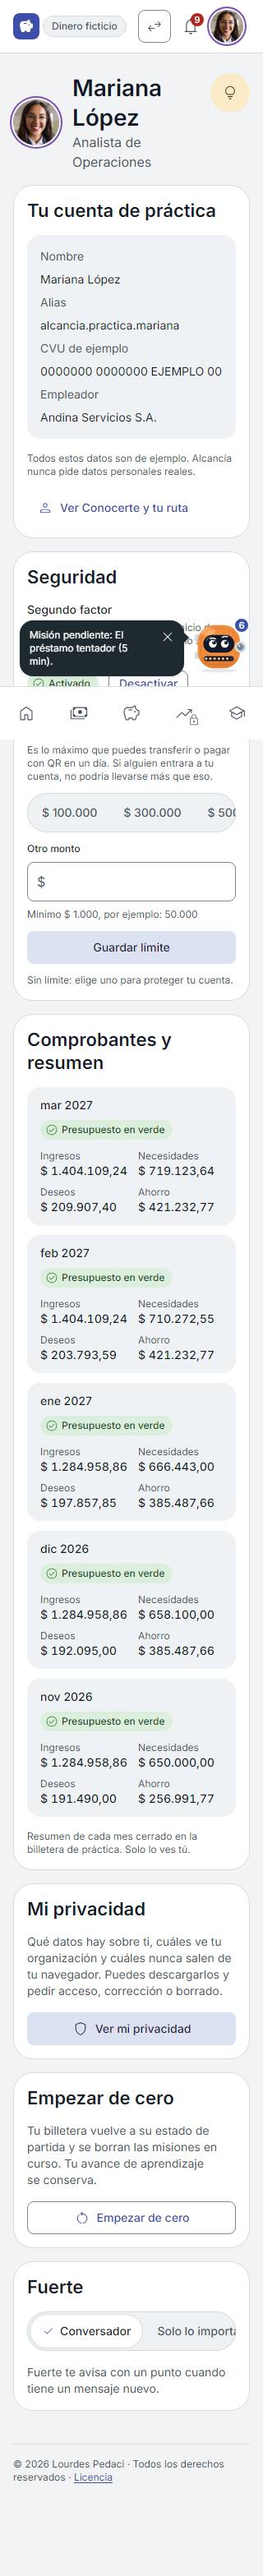 Dinero ficticio
9
Mariana
López
Analista de
Operaciones
Tu cuenta de práctica
Nombre
Mariana López
Alias
alcancia.practica.mariana
CVU de ejemplo
0000000 0000000 EJEMPLO 00
Empleador
Andina Servicios S.A.
Todos estos datos son de ejemplo. Alcancía
nunca pide datos personales reales.
Ver Conocerte y tu ruta
Seguridad
Segundo factor
6
Misión pendiente: El
préstamo tentador (5
min).
Activado
Desactivar
Es lo máximo que puedes transferir o pagar
con QR en un día. Si alguien entrara a tu
cuenta, no podría llevarse más que eso.
$ 100.000 $ 300.000
Otro monto
$
Mínimo $ 1.000, por ejemplo: 50.000
Guardar límite
Sin límite: elige uno para proteger tu cuenta.
Comprobantes y
resumen
mar 2027
Presupuesto en verde
Ingresos Necesidades
$ 1.404.109,24 $ 719.123,64
Deseos Ahorro
$ 209.907,40 $ 421.232,77
feb 2027
Presupuesto en verde
Ingresos Necesidades
$ 1.404.109,24 $ 710.272,55
Deseos Ahorro
$ 203.793,59 $ 421.232,77
ene 2027
Presupuesto en verde
Ingresos Necesidades
$ 1.284.958,86 $ 666.443,00
Deseos Ahorro
$ 197.857,85 $ 385.487,66
dic 2026
Presupuesto en verde
Ingresos Necesidades
$ 1.284.958,86 $ 658.100,00
Deseos Ahorro
$ 192.095,00 $ 385.487,66
nov 2026
Presupuesto en verde
Ingresos Necesidades
$ 1.284.958,86 $ 650.000,00
Deseos Ahorro
$ 191.490,00 $ 256.991,77
Resumen de cada mes cerrado en la
billetera de práctica. Solo lo ves tú.
Mi privacidad
Qué datos hay sobre ti, cuáles ve tu
organización y cuáles nunca salen de
tu navegador. Puedes descargarlos y
pedir acceso, corrección o borrado.
Ver mi privacidad
Empezar de cero
Tu billetera vuelve a su estado de
partida y se borran las misiones en
curso. Tu avance de aprendizaje
se conserva.
Empezar de cero
Fuerte
Conversador Solo lo
Fuerte te avisa con un punto cuando
tiene un mensaje nuevo.
© 2026 Lourdes Pedaci · Todos los derechos
reservados · Licencia